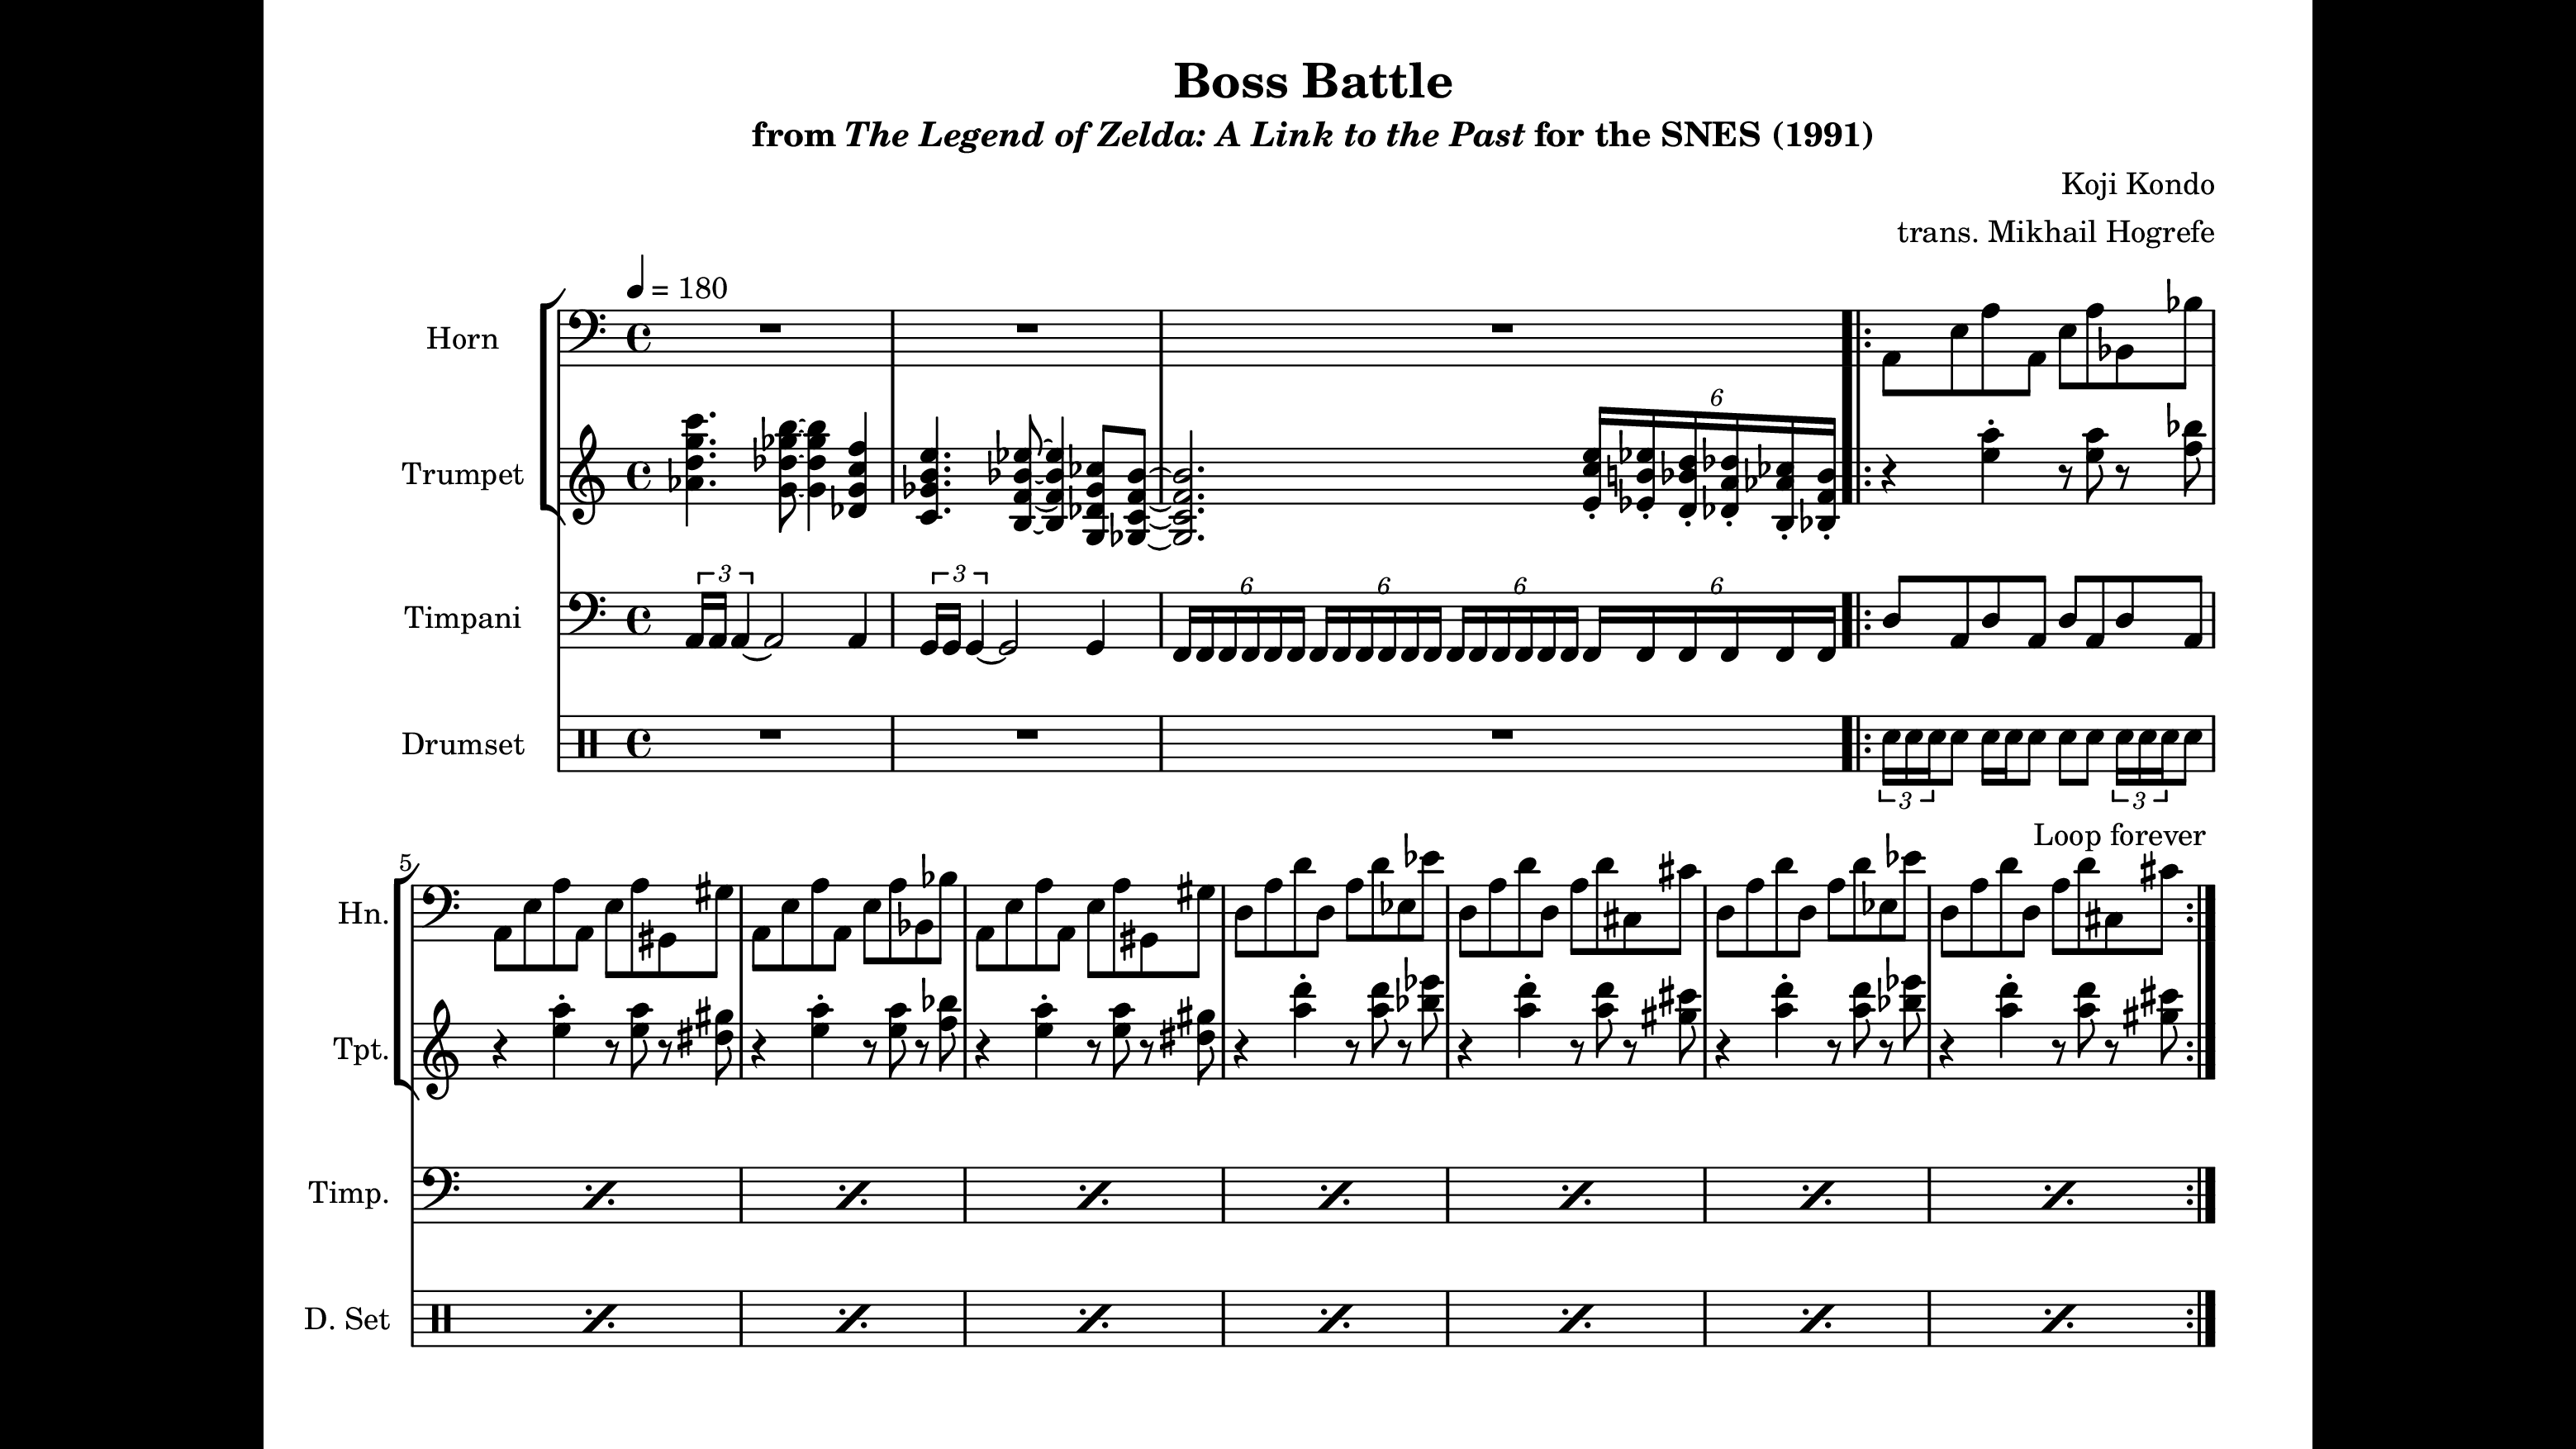 Boss Battle
from The Legend of Zelda: A Link to the Past for the SNES (1991)
Koji Kondo
trans. Mikhail Hogrefe
= 180
Horn
6
Trumpet
3 3 6 6 6 6
Timpani
Drumset
3 3
Loop forever
5
Hn.
Tpt.
Timp.
D. Set